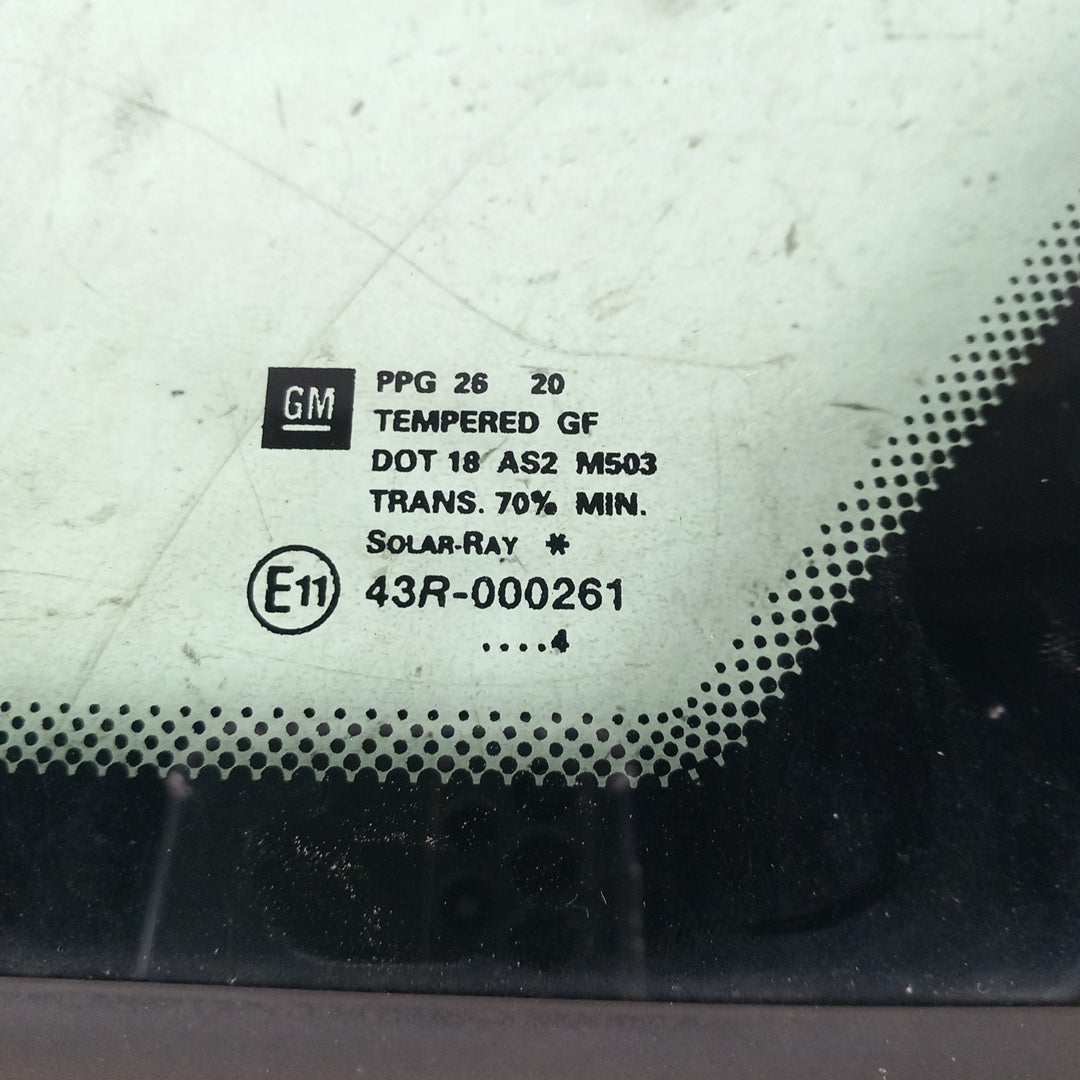 GM
PPG 26 20
TEMPERED GF
DOT 18 AS2 M503
TRANS. 70% MIN.
SOLAR-RAY *
E11 43R-000261
....4